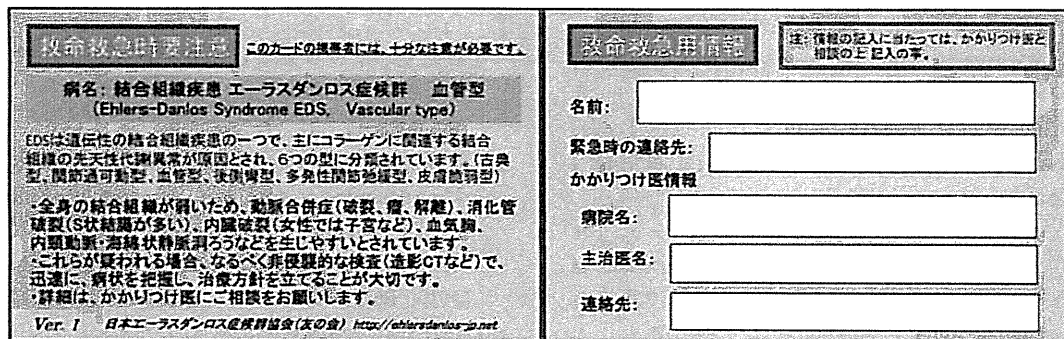 救命救急時要注意
このカードの携帯者には、十分な注意が必要です。
病名: 結合組織疾患 エーラスダンロス症候群 血管型
(Ehlers-Danlos Syndrome EDS, Vascular type)
EDSは遺伝性の結合組織疾患の一つで、主にコラーゲンに関連する結合
組織の先天性代謝異常が原因とされ、6つの型に分類されています。(古典
型、関節過可動型、血管型、後側彎型、多発性関節弛緩型、皮膚脆弱型)
・全身の結合組織が弱いため、動脈合併症(破裂、瘤、解離)、消化管
破裂(S状結腸が多い)、内臓破裂(女性では子宮など)、血気胸、
内頸動脈・海綿状静脈洞ろうなどを生じやすいとされています。
・これらが疑われる場合、なるべく非侵襲的な検査(造影CTなど)で、
迅速に、病状を把握し、治療方針を立てることが大切です。
・詳細は、かかりつけ医にご相談をお願いします。
Ver. 1 日本エーラスダンロス症候群協会(友の会) http://ehlersdanlos-jp.net
救命救急用情報
注: 情報の記入に当たっては、かかりつけ医と
相談の上 記入の事。
名前:
緊急時の連絡先:
かかりつけ医情報
病院名:
主治医名:
連絡先: